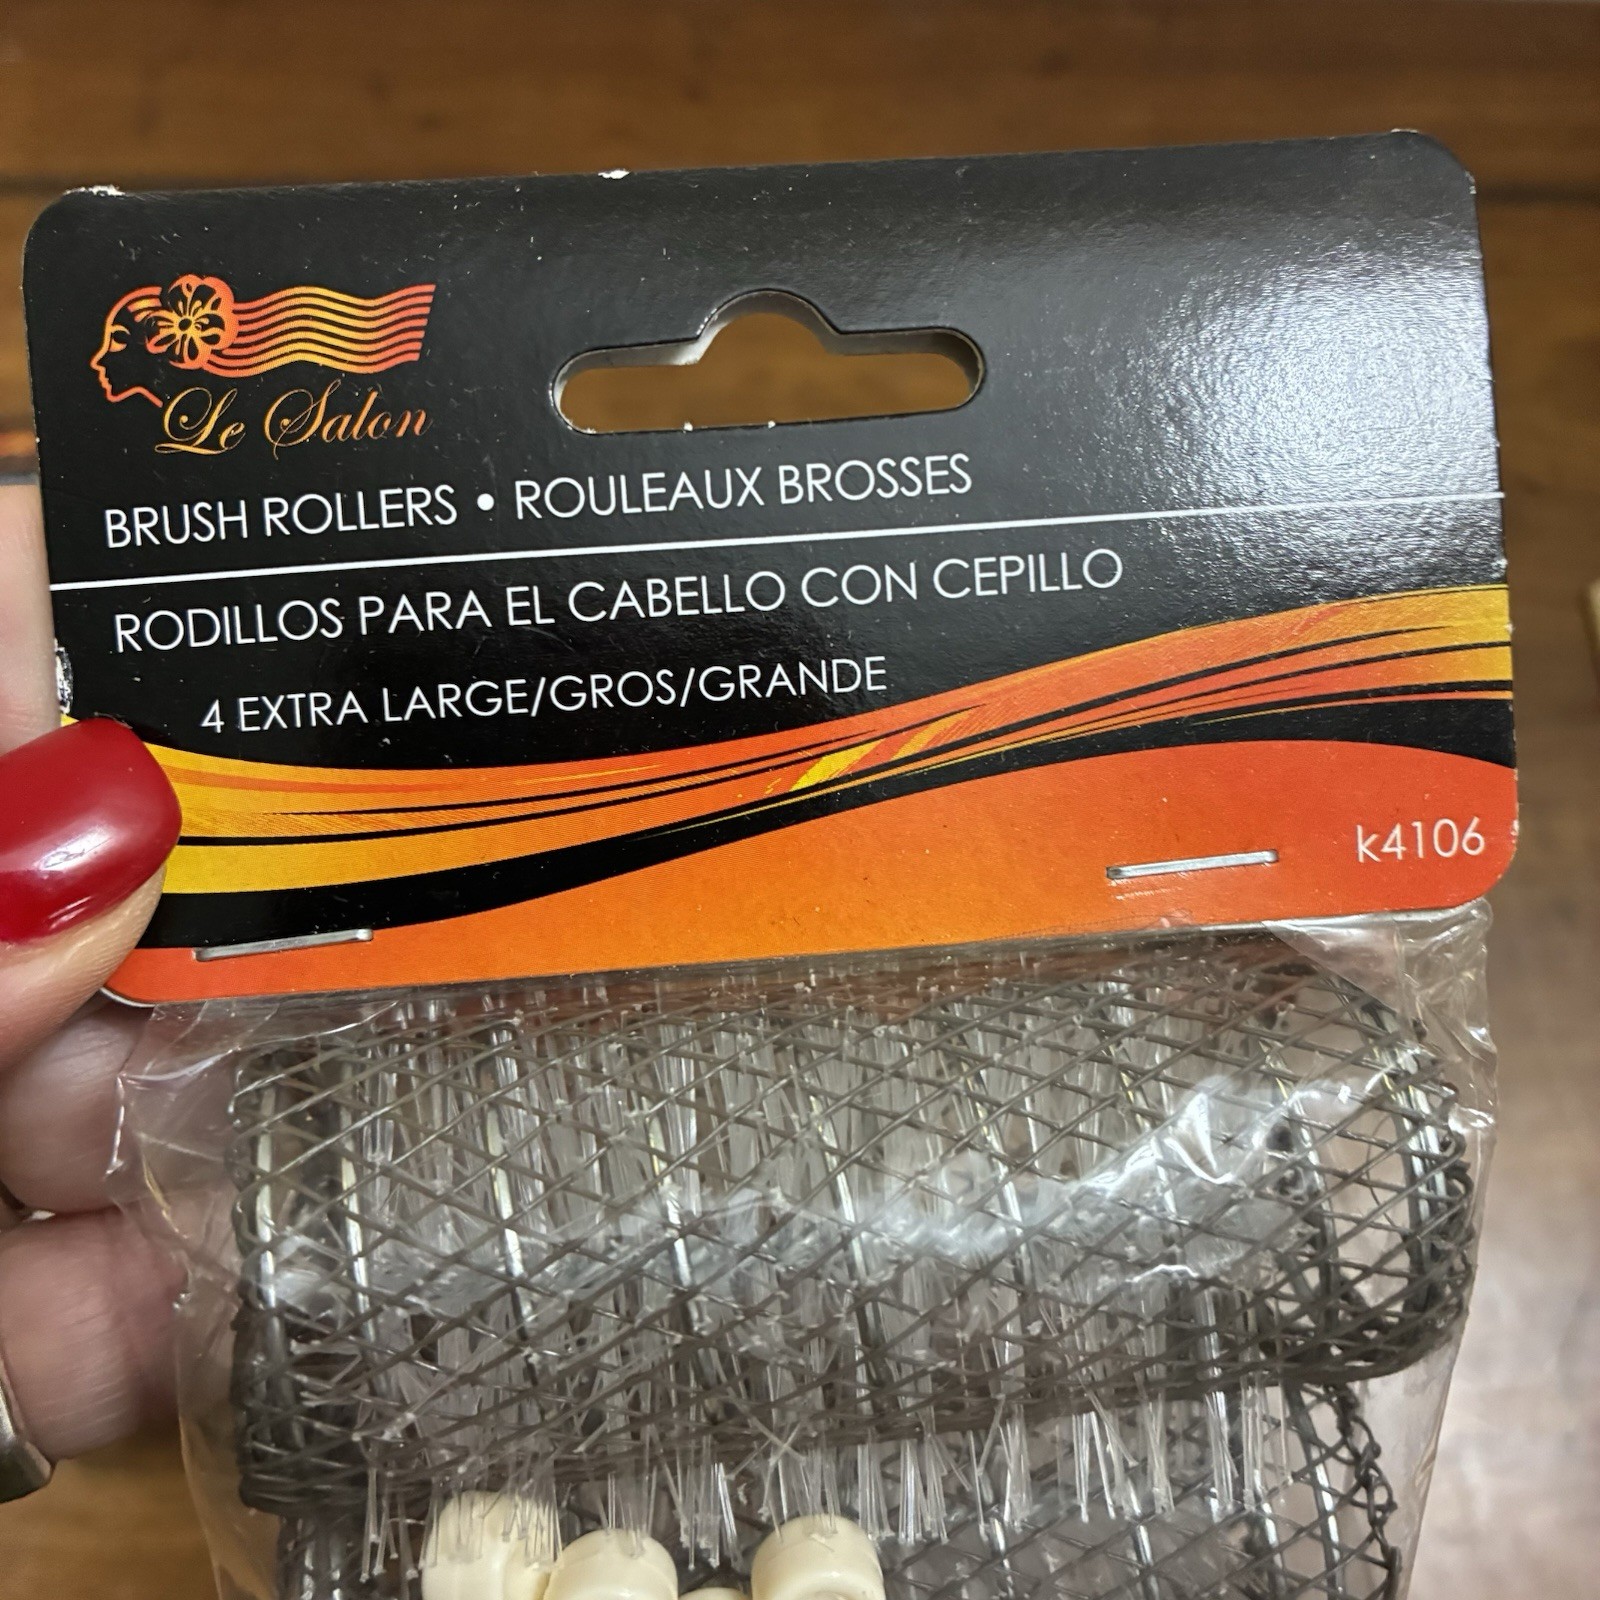 Le Salon
BRUSH ROLLERS • ROULEAUX BROSSES
RODILLOS PARA EL CABELLO CON CEPILLO
4 EXTRA LARGE/GROS/GRANDE
k4106